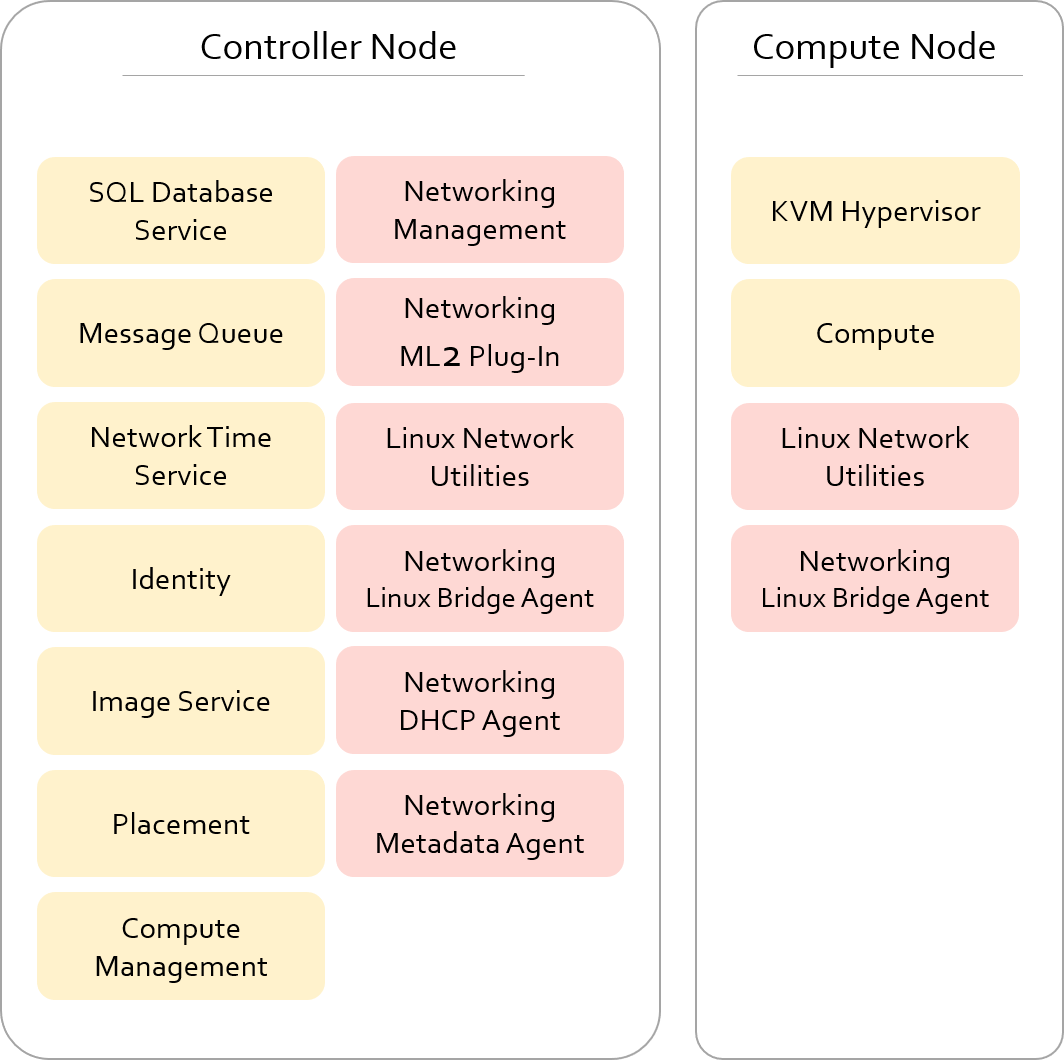 Controller Node
SQL Database
Service
Message Queue
Network Time
Service
Identity
Image Service
Placement
Compute
Management
Networking
Management
Networking
ML2 Plug-In
Linux Network
Utilities
Networking
Linux Bridge Agent
Networking
DHCP Agent
Networking
Metadata Agent
Compute Node
KVM Hypervisor
Compute
Linux Network
Utilities
Networking
Linux Bridge Agent